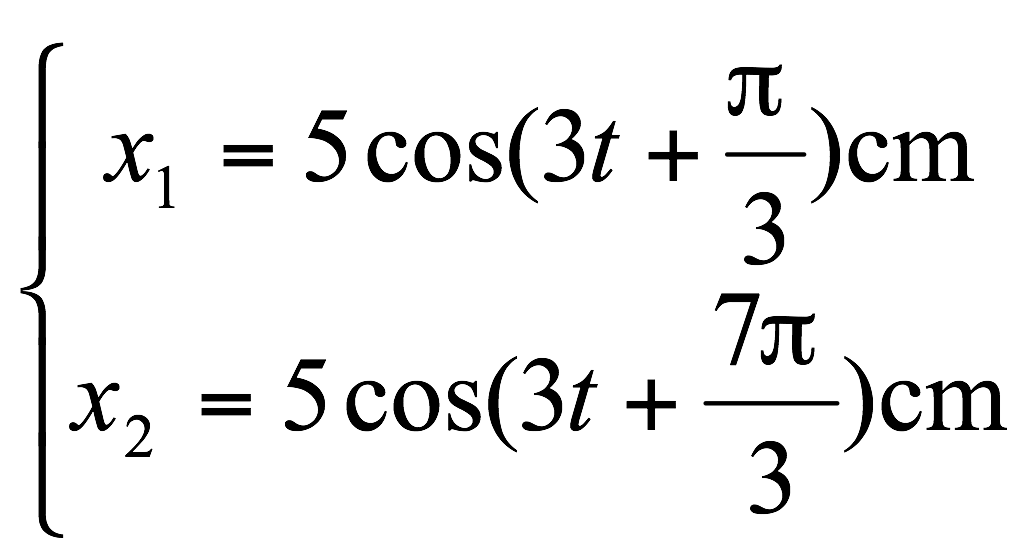 x₁ = 5cos(3t + π/3)cm
x₂ = 5cos(3t + 7π/3)cm